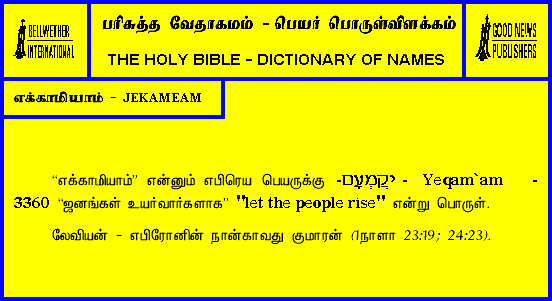 BELLWETHER
INTERNATIONAL
பரிசுத்த வேதாகமம் - பெயர் பொருள்விளக்கம்
THE HOLY BIBLE - DICTIONARY OF NAMES
GOOD NEWS
PUBLISHERS
எக்காமியாம் - JEKAMEAM
“எக்காமியாம்” என்னும் எபிரெய பெயருக்கு -יְקַמְעָם - Yeqam`am -
3360 “ஜனங்கள் உயர்வார்களாக” "let the people rise" என்று பொருள்.
லேவியன் - எபிரோனின் நான்காவது குமாரன் (1நாளா 23:19; 24:23).